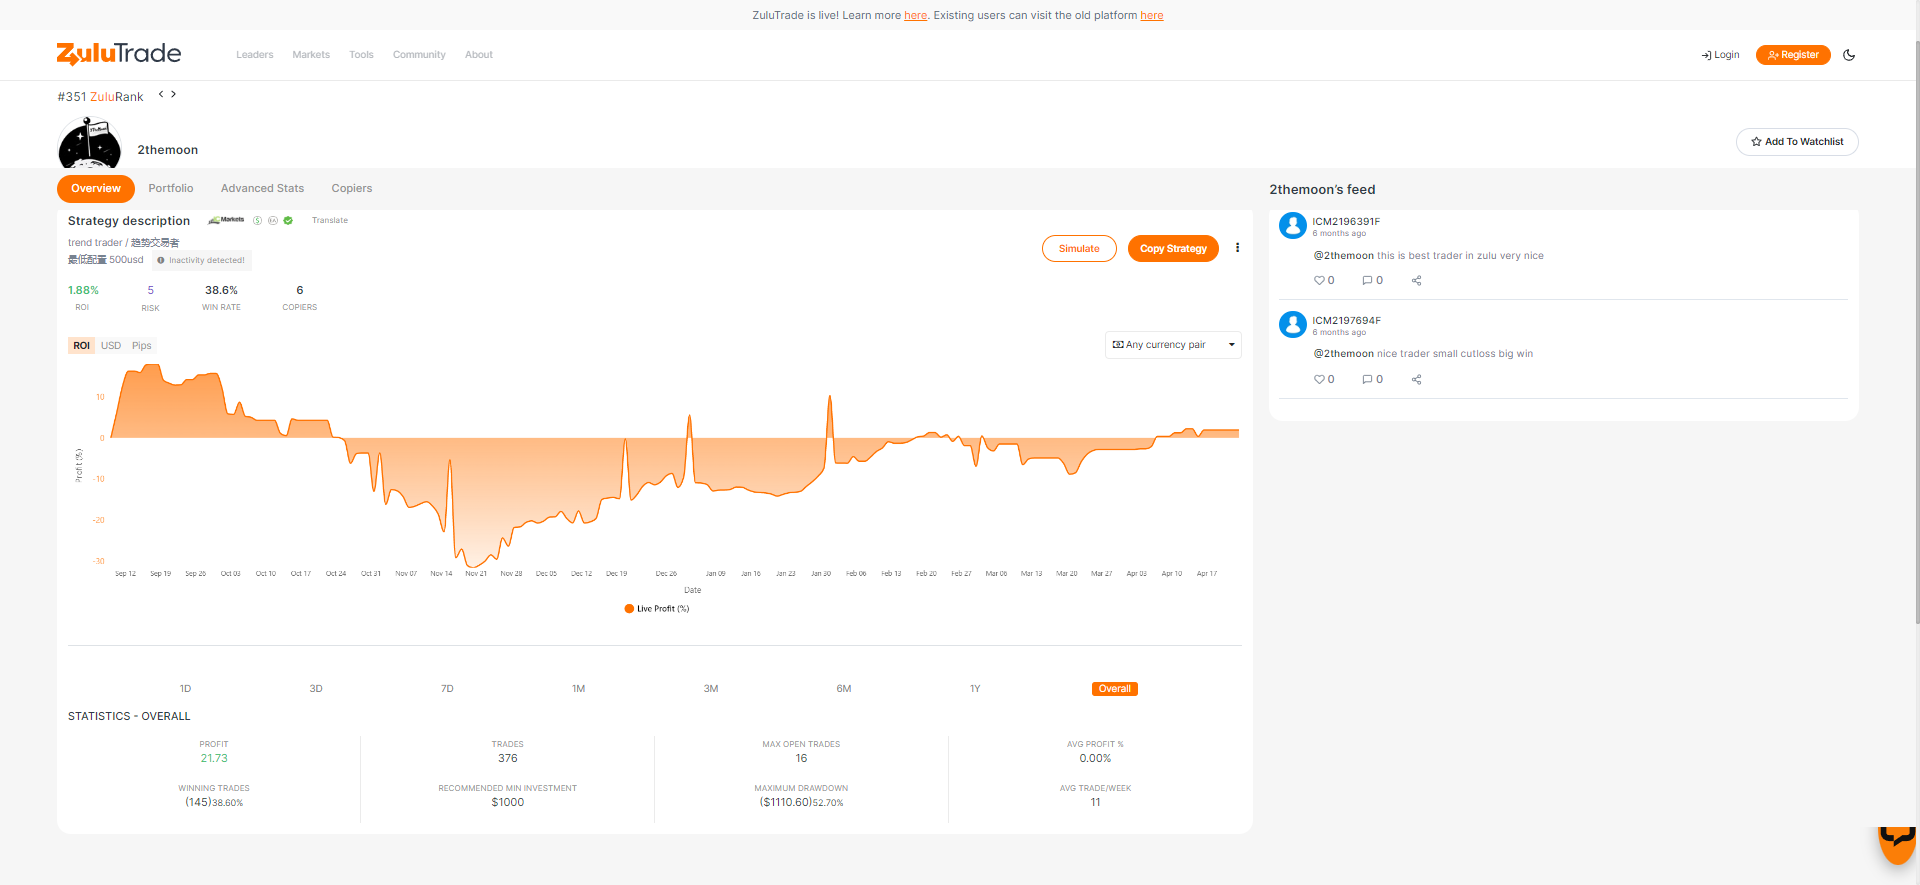 ZuluTrade is live! Learn more here. Existing users can visit the old platform here
ZuluTrade
Leaders Markets Tools Community About
Login Register
#351 ZuluRank
2themoon
Add To Watchlist
Overview Portfolio Advanced Stats Copiers
Strategy description Markets Translate
trend trader / 趋势交易者
最低配置 500usd Inactivity detected!
Simulate Copy Strategy
1.88% 5 38.6% 6
ROI RISK WIN RATE COPIERS
ROI USD Pips
Any currency pair
10
0
-10
-20
-30
Profit (%)
Sep 12 Sep 19 Sep 26 Oct 03 Oct 10 Oct 17 Oct 24 Oct 31 Nov 07 Nov 14 Nov 21 Nov 28 Dec 05 Dec 12 Dec 19 Dec 26 Jan 09 Jan 16 Jan 23 Jan 30 Feb 06 Feb 13 Feb 20 Feb 27 Mar 06 Mar 13 Mar 20 Mar 27 Apr 03 Apr 10 Apr 17
Date
Live Profit (%)
1D 3D 7D 1M 3M 6M 1Y Overall
STATISTICS - OVERALL
PROFIT TRADES MAX OPEN TRADES AVG PROFIT %
21.73 376 16 0.00%
WINNING TRADES RECOMMENDED MIN INVESTMENT MAXIMUM DRAWDOWN AVG TRADE/WEEK
(145)38.60% $1000 ($1110.60)52.70% 11
2themoon's feed
ICM2196391F
6 months ago
@2themoon this is best trader in zulu very nice
0 0
ICM2197694F
6 months ago
@2themoon nice trader small cutloss big win
0 0